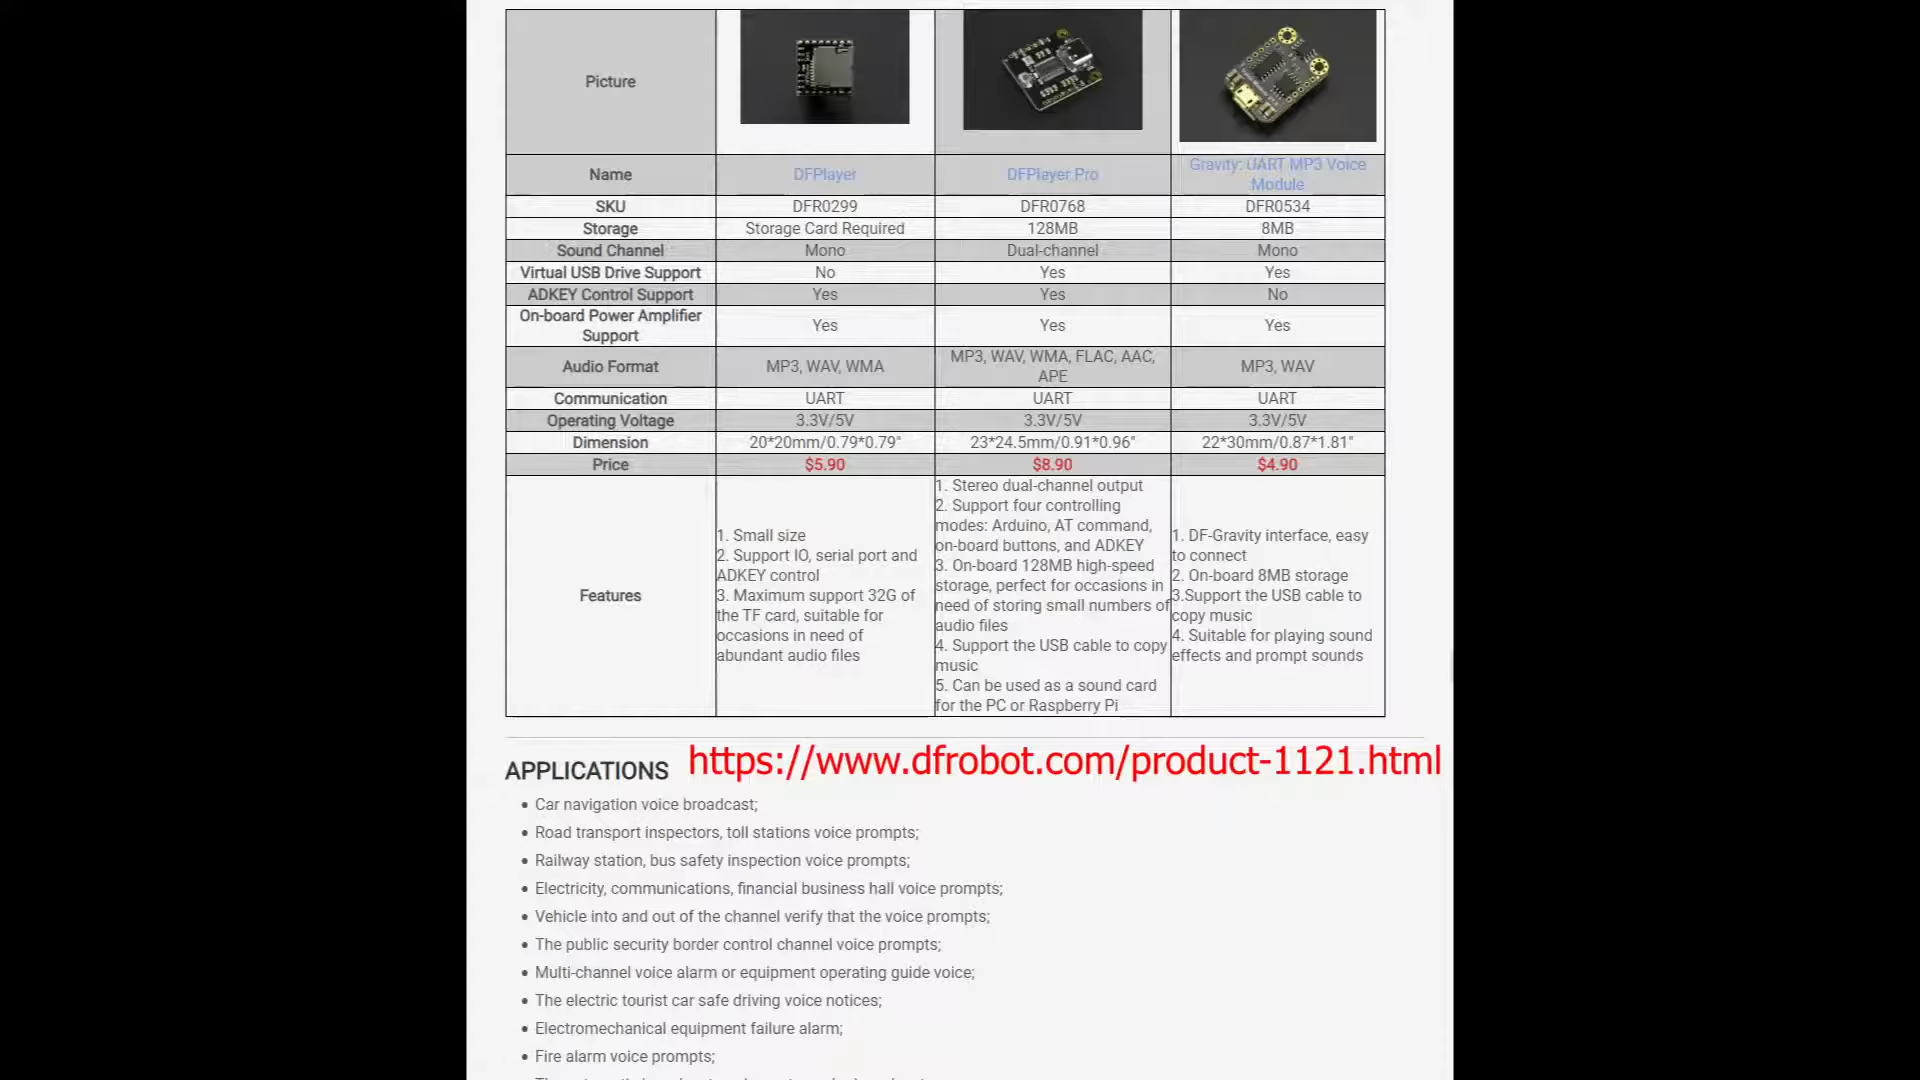 Picture
Name
DFPlayer
DFPlayer Pro
Gravity: UART MP3 Voice
Module
SKU
DFR0299
DFR0768
DFR0534
Storage
Storage Card Required
128MB
8MB
Sound Channel
Mono
Dual-channel
Mono
Virtual USB Drive Support
No
Yes
Yes
ADKEY Control Support
Yes
Yes
No
On-board Power Amplifier
Support
Yes
Yes
Yes
Audio Format
MP3, WAV, WMA
MP3, WAV, WMA, FLAC, AAC,
APE
MP3, WAV
Communication
UART
UART
UART
Operating Voltage
3.3V/5V
3.3V/5V
3.3V/5V
Dimension
20*20mm/0.79*0.79"
23*24.5mm/0.91*0.96"
22*30mm/0.87*1.81"
Price
$5.90
$8.90
$4.90
Features
1. Small size
2. Support IO, serial port and
ADKEY control
3. Maximum support 32G of
the TF card, suitable for
occasions in need of
abundant audio files
1. Stereo dual-channel output
2. Support four controlling
modes: Arduino, AT command,
on-board buttons, and ADKEY
3. On-board 128MB high-speed
storage, perfect for occasions in
need of storing small numbers of
audio files
4. Support the USB cable to copy
music
5. Can be used as a sound card
for the PC or Raspberry Pi
1. DF-Gravity interface, easy
to connect
2. On-board 8MB storage
3.Support the USB cable to
copy music
4. Suitable for playing sound
effects and prompt sounds
APPLICATIONS
https://www.dfrobot.com/product-1121.html
• Car navigation voice broadcast;
• Road transport inspectors, toll stations voice prompts;
• Railway station, bus safety inspection voice prompts;
• Electricity, communications, financial business hall voice prompts;
• Vehicle into and out of the channel verify that the voice prompts;
• The public security border control channel voice prompts;
• Multi-channel voice alarm or equipment operating guide voice;
• The electric tourist car safe driving voice notices;
• Electromechanical equipment failure alarm;
• Fire alarm voice prompts;